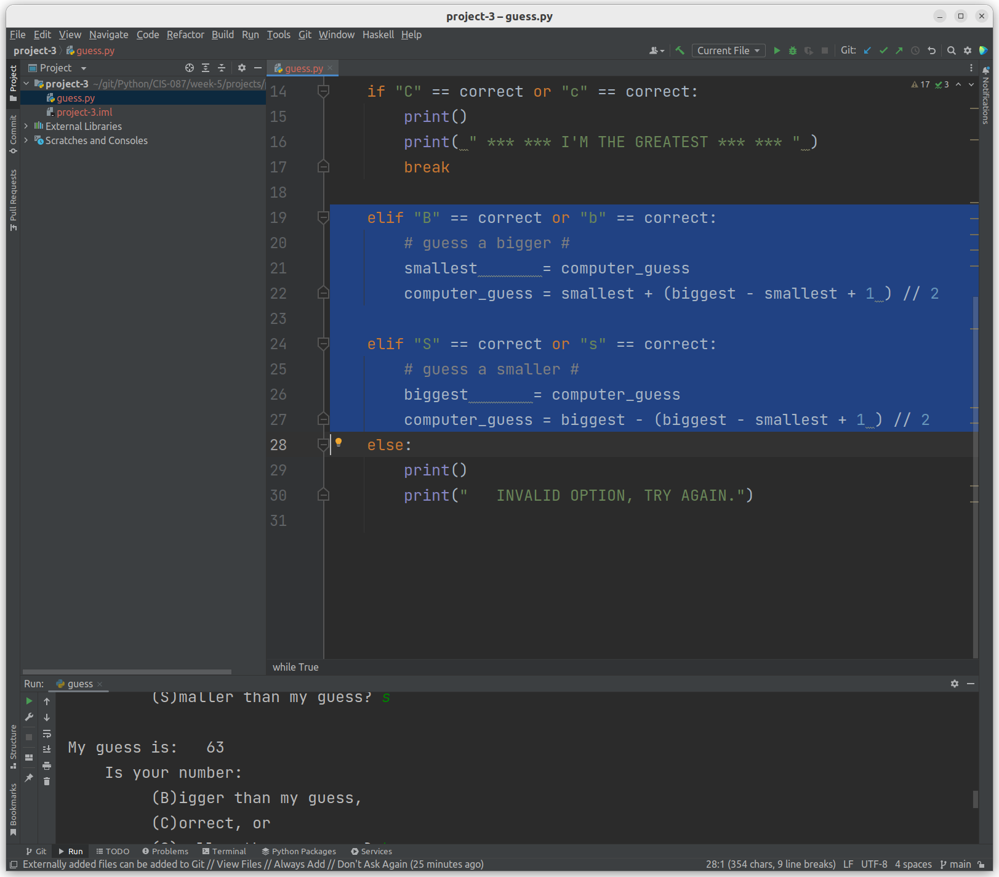 project-3 – guess.py
File Edit View Navigate Code Refactor Build Run Tools Git Window Haskell Help
project-3 guess.py Current File Git:
Project
guess.py
project-3 ~/git/Python/CIS-087/week-5/projects/
guess.py
project-3.iml
External Libraries
Scratches and Consoles
Project
Commit
Pull Requests
Structure
Bookmarks
Notifications
17 3
14 if "C" == correct or "c" == correct:
15 print()
16 print( " *** *** I'M THE GREATEST *** *** " )
17 break
18
19 elif "B" == correct or "b" == correct:
20 # guess a bigger #
21 smallest       = computer_guess
22 computer_guess = smallest + (biggest - smallest + 1 ) // 2
23
24 elif "S" == correct or "s" == correct:
25 # guess a smaller #
26 biggest       = computer_guess
27 computer_guess = biggest - (biggest - smallest + 1 ) // 2
28 else:
29 print()
30 print("   INVALID OPTION, TRY AGAIN.")
31
while True
Run: guess
(S)maller than my guess? s
My guess is:   63
Is your number:
(B)igger than my guess,
(C)orrect, or
Git Run TODO Problems Terminal Python Packages Services
Externally added files can be added to Git // View Files // Always Add // Don't Ask Again (25 minutes ago) 28:1 (354 chars, 9 line breaks) LF UTF-8 4 spaces main